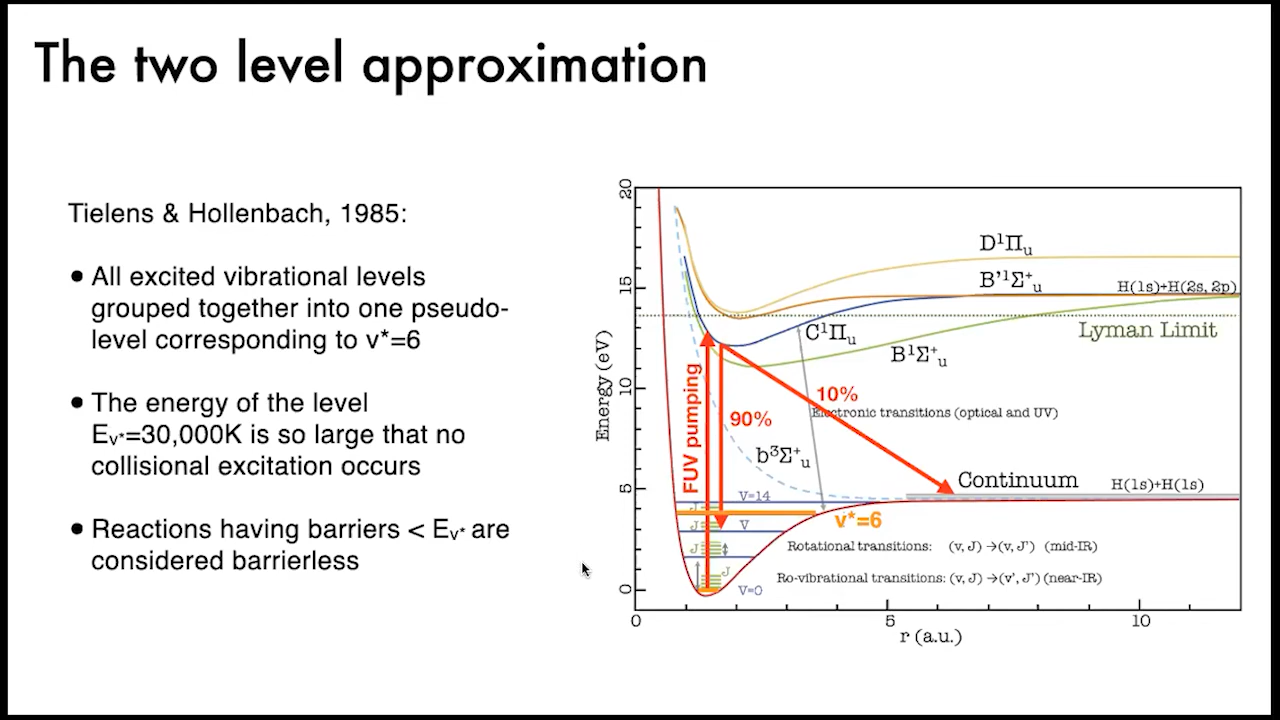 The two level approximation
Tielens & Hollenbach, 1985:
• All excited vibrational levels
grouped together into one pseudo-
level corresponding to v*=6
• The energy of the level
Eᵥ*=30,000K is so large that no
collisional excitation occurs
• Reactions having barriers < Eᵥ* are
considered barrierless
20
15
10
5
0
Energy (eV)
D¹Πᵤ
B'¹Σ⁺ᵤ
H(1s)+H(2s, 2p)
Lyman Limit
C¹Πᵤ
B¹Σ⁺ᵤ
FUV pumping
90%
10%
Electronic transitions (optical and UV)
b³Σ⁺ᵤ
Continuum
H(1s)+H(1s)
V=14
J
v*=6
J
V
J
Rotational transitions: (v, J) →(v, J') (mid-IR)
J
Ro-vibrational transitions: (v, J) →(v', J') (near-IR)
V=0
0
5
10
r (a.u.)